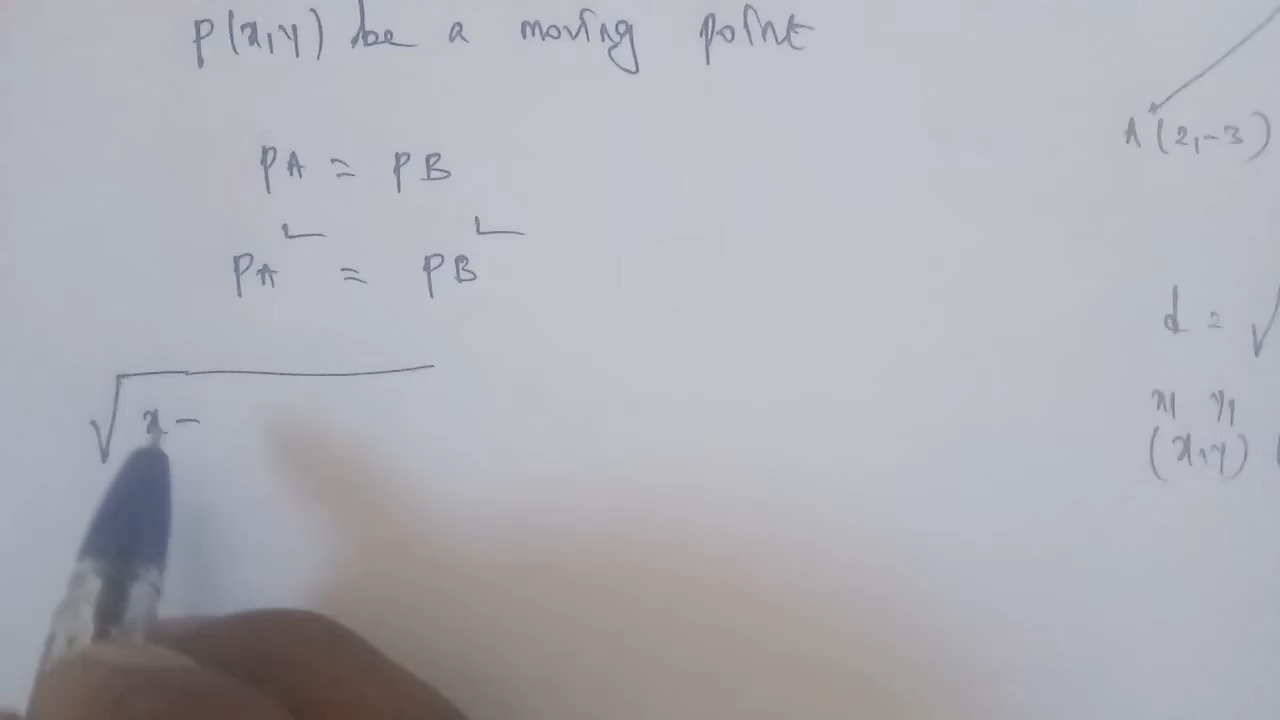 P(x,y) be a moving point
A(2,-3)
PA = PB
PA² = PB²
d = √
x1 y1
(x,y)
√x -